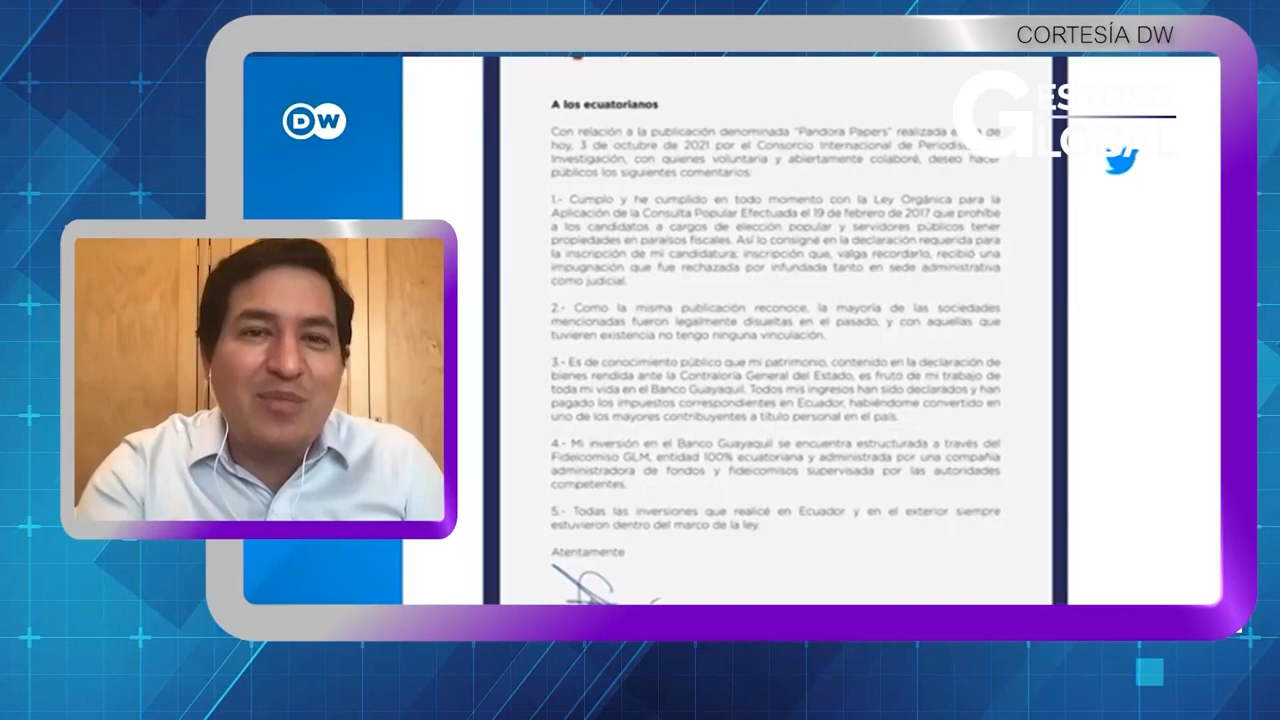 CORTESÍA DW
DW
GESTOSO
GLOBAL
A los ecuatorianos
Con relación a la publicación denominada "Pandora Papers" realizada de
hoy, 3 de octubre de 2021 por el Consorcio Internacional de
Investigación, con quienes voluntaria y abiertamente colaboré, deseo hacer
públicos los siguientes comentarios:
1.- Cumplo y he cumplido en todo momento con la Ley Orgánica para la
Aplicación de la Consulta Popular Efectuada el 19 de febrero de 2017 que prohíbe
a los candidatos a cargos de elección popular y servidores públicos tener
propiedades en paraísos fiscales. Así lo consigné en la declaración requerida para
la inscripción de mi candidatura; inscripción que, valga recordarlo, recibió una
impugnación que fue rechazada por infundada tanto en sede administrativa
como judicial.
2.- Como la misma publicación reconoce, la mayoría de las sociedades
mencionadas fueron legalmente disueltas en el pasado, y con aquellas que
tuvieren existencia no tengo ninguna vinculación.
3.- Es de conocimiento público que mi patrimonio, contenido en la declaración de
bienes rendida ante la Contraloría General del Estado, es fruto de mi trabajo de
toda mi vida en el Banco Guayaquil. Todos mis ingresos han sido declarados y han
pagado los impuestos correspondientes en Ecuador, habiéndome convertido en
uno de los mayores contribuyentes a título personal en el país.
4.- Mi inversión en el Banco Guayaquil se encuentra estructurada a través del
Fideicomiso GLM, entidad 100% ecuatoriana y administrada por una compañía
administradora de fondos y fideicomisos supervisada por las autoridades
competentes.
5.- Todas las inversiones que realicé en Ecuador y en el exterior siempre
estuvieron dentro del marco de la ley.
Atentamente